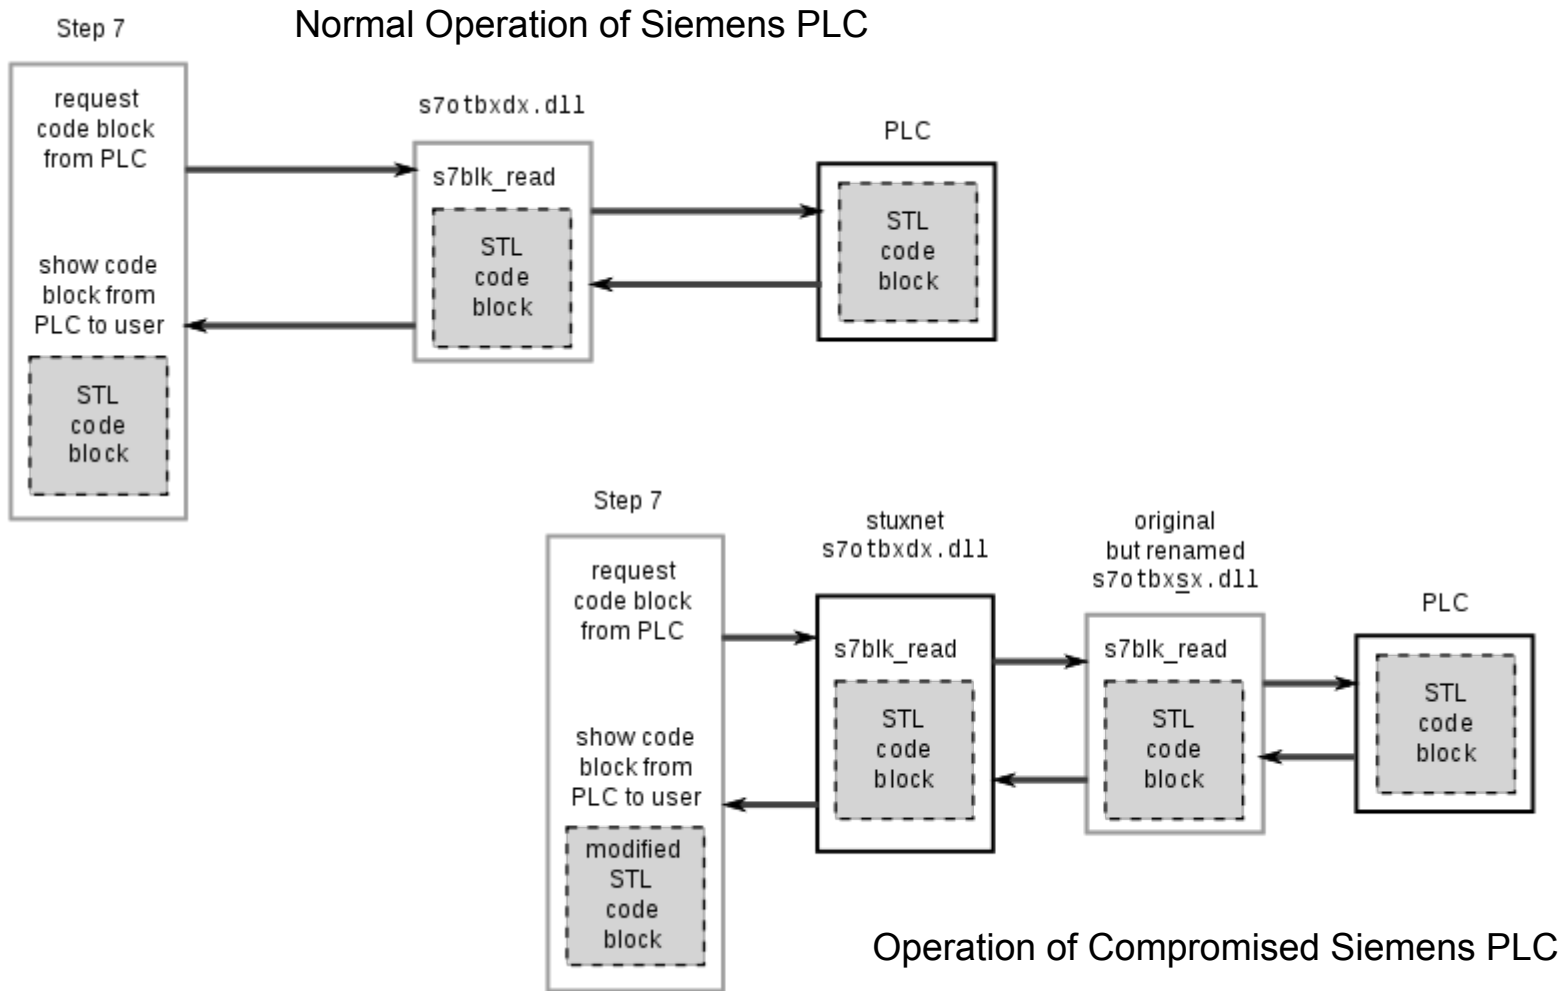 Normal Operation of Siemens PLC
Step 7
request
code block
from PLC
show code
block from
PLC to user
STL
code
block
s7otbxdx.dll
s7blk_read
STL
code
block
PLC
STL
code
block
Step 7
request
code block
from PLC
show code
block from
PLC to user
modified
STL
code
block
stuxnet
s7otbxdx.dll
s7blk_read
STL
code
block
original
but renamed
s7otbxsx.dll
s7blk_read
STL
code
block
PLC
STL
code
block
Operation of Compromised Siemens PLC